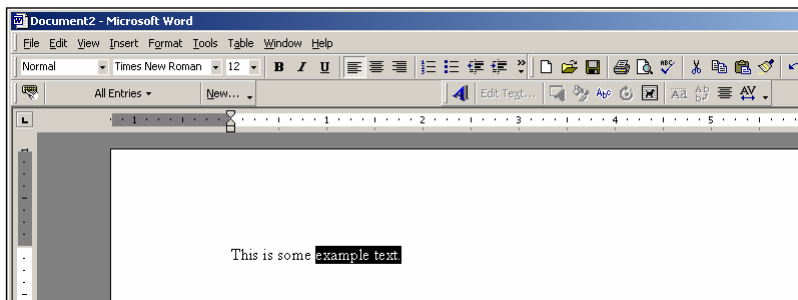 Document2 - Microsoft Word
File Edit View Insert Format Tools Table Window Help
Normal Times New Roman 12 B I U
All Entries New... Edit Text...
1 1 2 3 4 5
This is some example text.